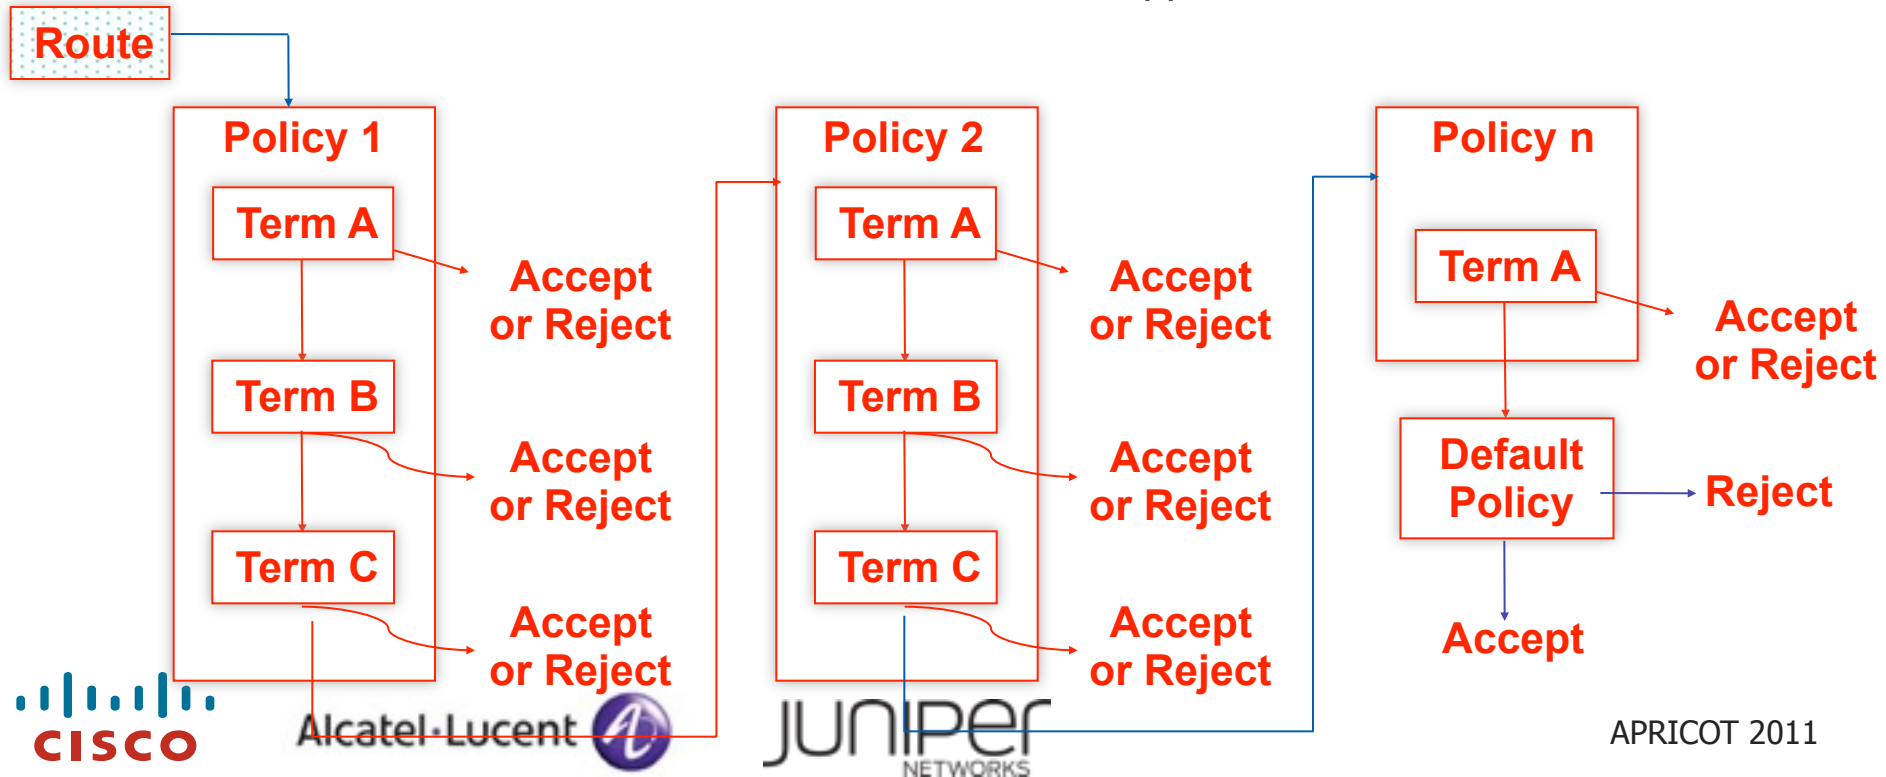 Route
Policy 1
Term A
Accept
or Reject
Term B
Accept
or Reject
Term C
Accept
or Reject
Policy 2
Term A
Accept
or Reject
Term B
Accept
or Reject
Term C
Accept
or Reject
Policy n
Term A
Accept
or Reject
Default
Policy
Reject
Accept
CISCO
Alcatel·Lucent
JUNIPER
NETWORKS
APRICOT 2011